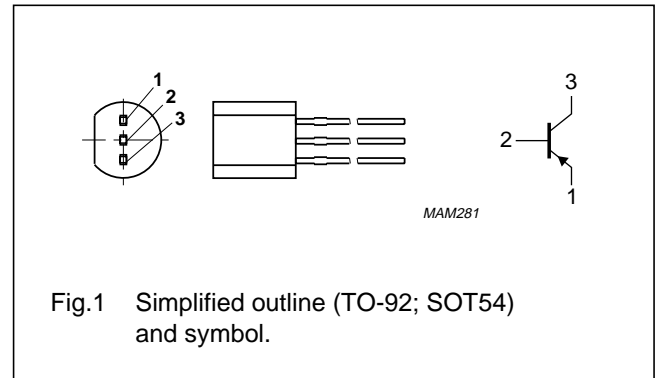 1
2
3
3
2
1
MAM281
Fig.1 Simplified outline (TO-92; SOT54)
and symbol.